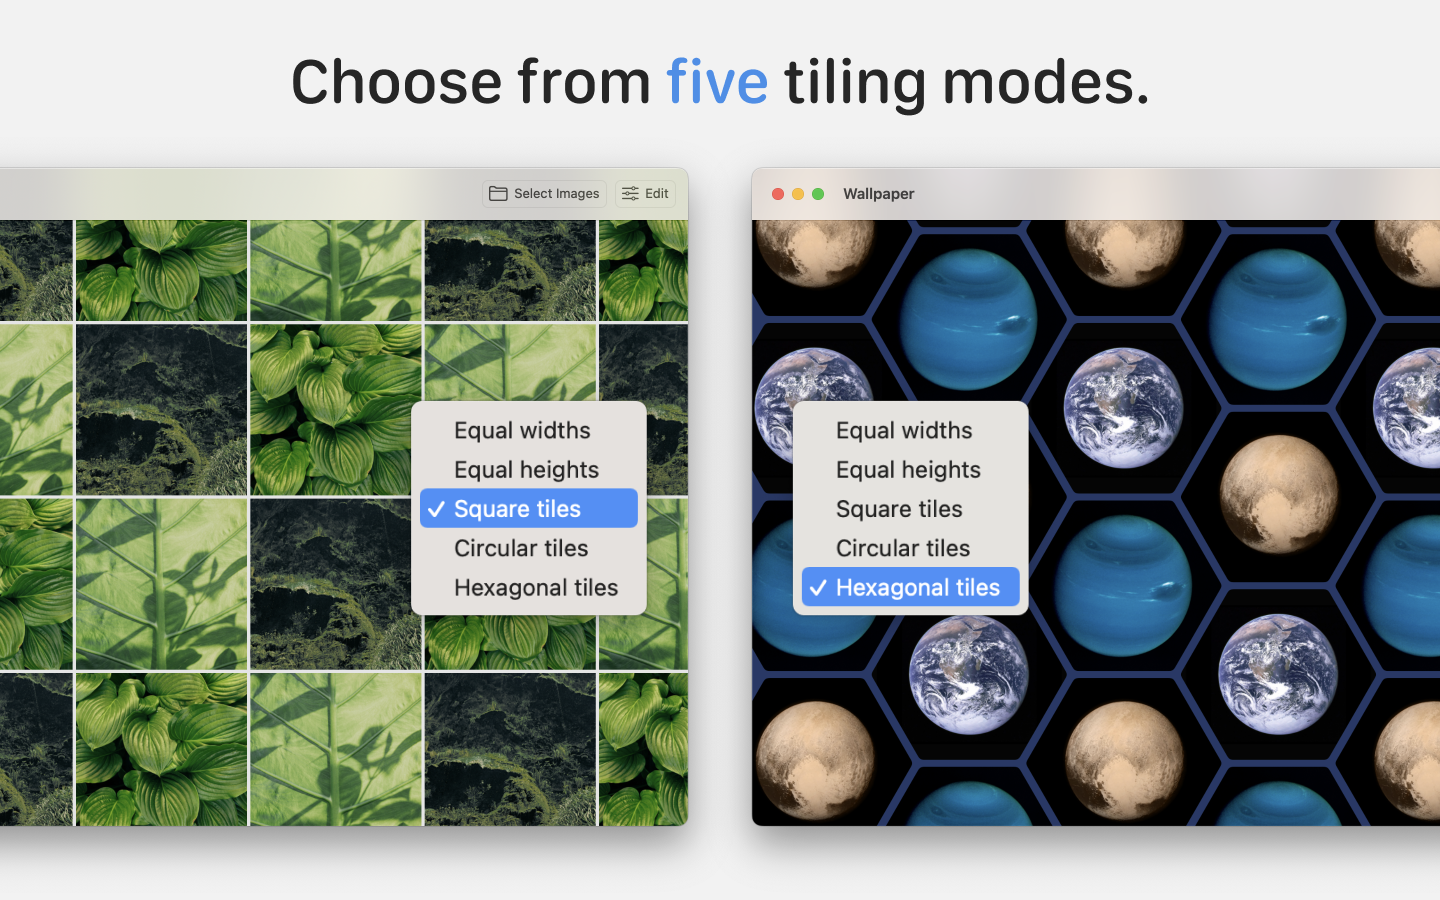 Choose from five tiling modes.
Select Images
Edit
Equal widths
Equal heights
Square tiles
Circular tiles
Hexagonal tiles
Wallpaper
Equal widths
Equal heights
Square tiles
Circular tiles
Hexagonal tiles